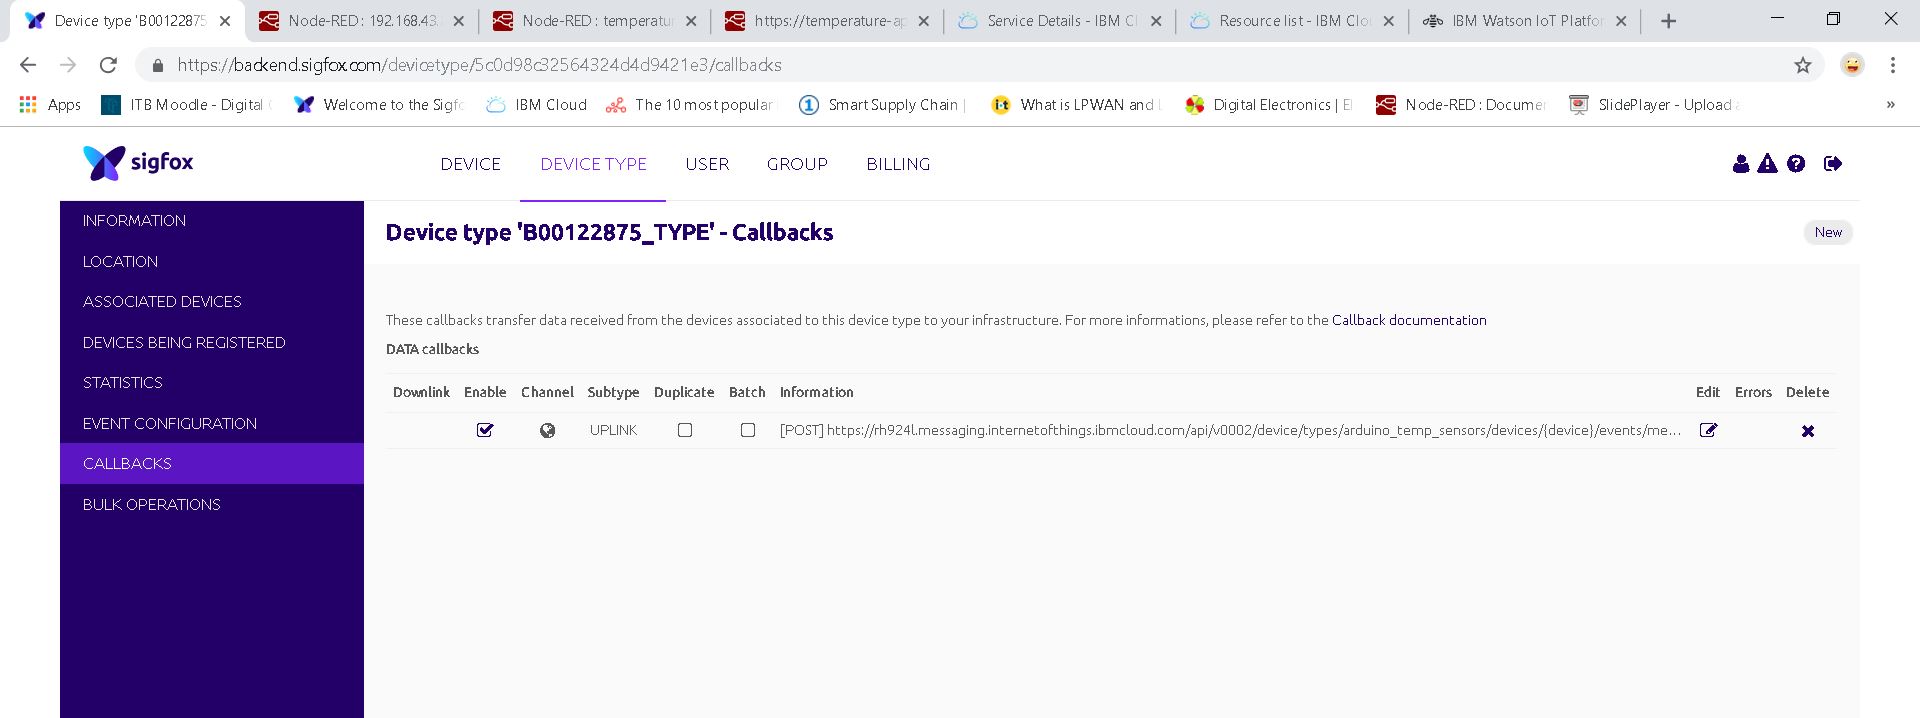 Device type 'B00122875
Node-RED : 192.168.43.
Node-RED : temperatur
https://temperature-ap
Service Details - IBM Cl
Resource list - IBM Clo
IBM Watson IoT Platfor
https://backend.sigfox.com/devicetype/5c0d98c32564324d4d9421e3/callbacks
Apps
ITB Moodle - Digital
Welcome to the Sigfo
IBM Cloud
The 10 most popular
Smart Supply Chain |
What is LPWAN and
Digital Electronics | El
Node-RED : Documen
SlidePlayer - Upload a
»
sigfox
DEVICE
DEVICE TYPE
USER
GROUP
BILLING
INFORMATION
LOCATION
ASSOCIATED DEVICES
DEVICES BEING REGISTERED
STATISTICS
EVENT CONFIGURATION
CALLBACKS
BULK OPERATIONS
Device type 'B00122875_TYPE' - Callbacks
New
These callbacks transfer data received from the devices associated to this device type to your infrastructure. For more informations, please refer to the Callback documentation
DATA callbacks
Downlink Enable Channel Subtype Duplicate Batch Information Edit Errors Delete
UPLINK [POST] https://rh924l.messaging.internetofthings.ibmcloud.com/api/v0002/device/types/arduino_temp_sensors/devices/{device}/events/me...